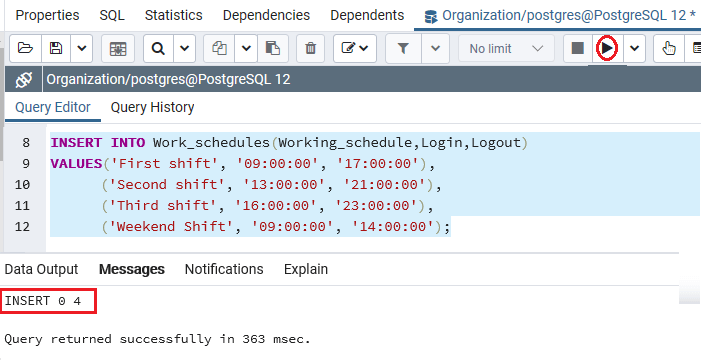 Properties SQL Statistics Dependencies Dependents Organization/postgres@PostgreSQL 12 *
No limit
Organization/postgres@PostgreSQL 12
Query Editor Query History
8 INSERT INTO Work_schedules(Working_schedule,Login,Logout)
9 VALUES('First shift', '09:00:00', '17:00:00'),
10 ('Second shift', '13:00:00', '21:00:00'),
11 ('Third shift', '16:00:00', '23:00:00'),
12 ('Weekend Shift', '09:00:00', '14:00:00');
Data Output Messages Notifications Explain
INSERT 0 4
Query returned successfully in 363 msec.